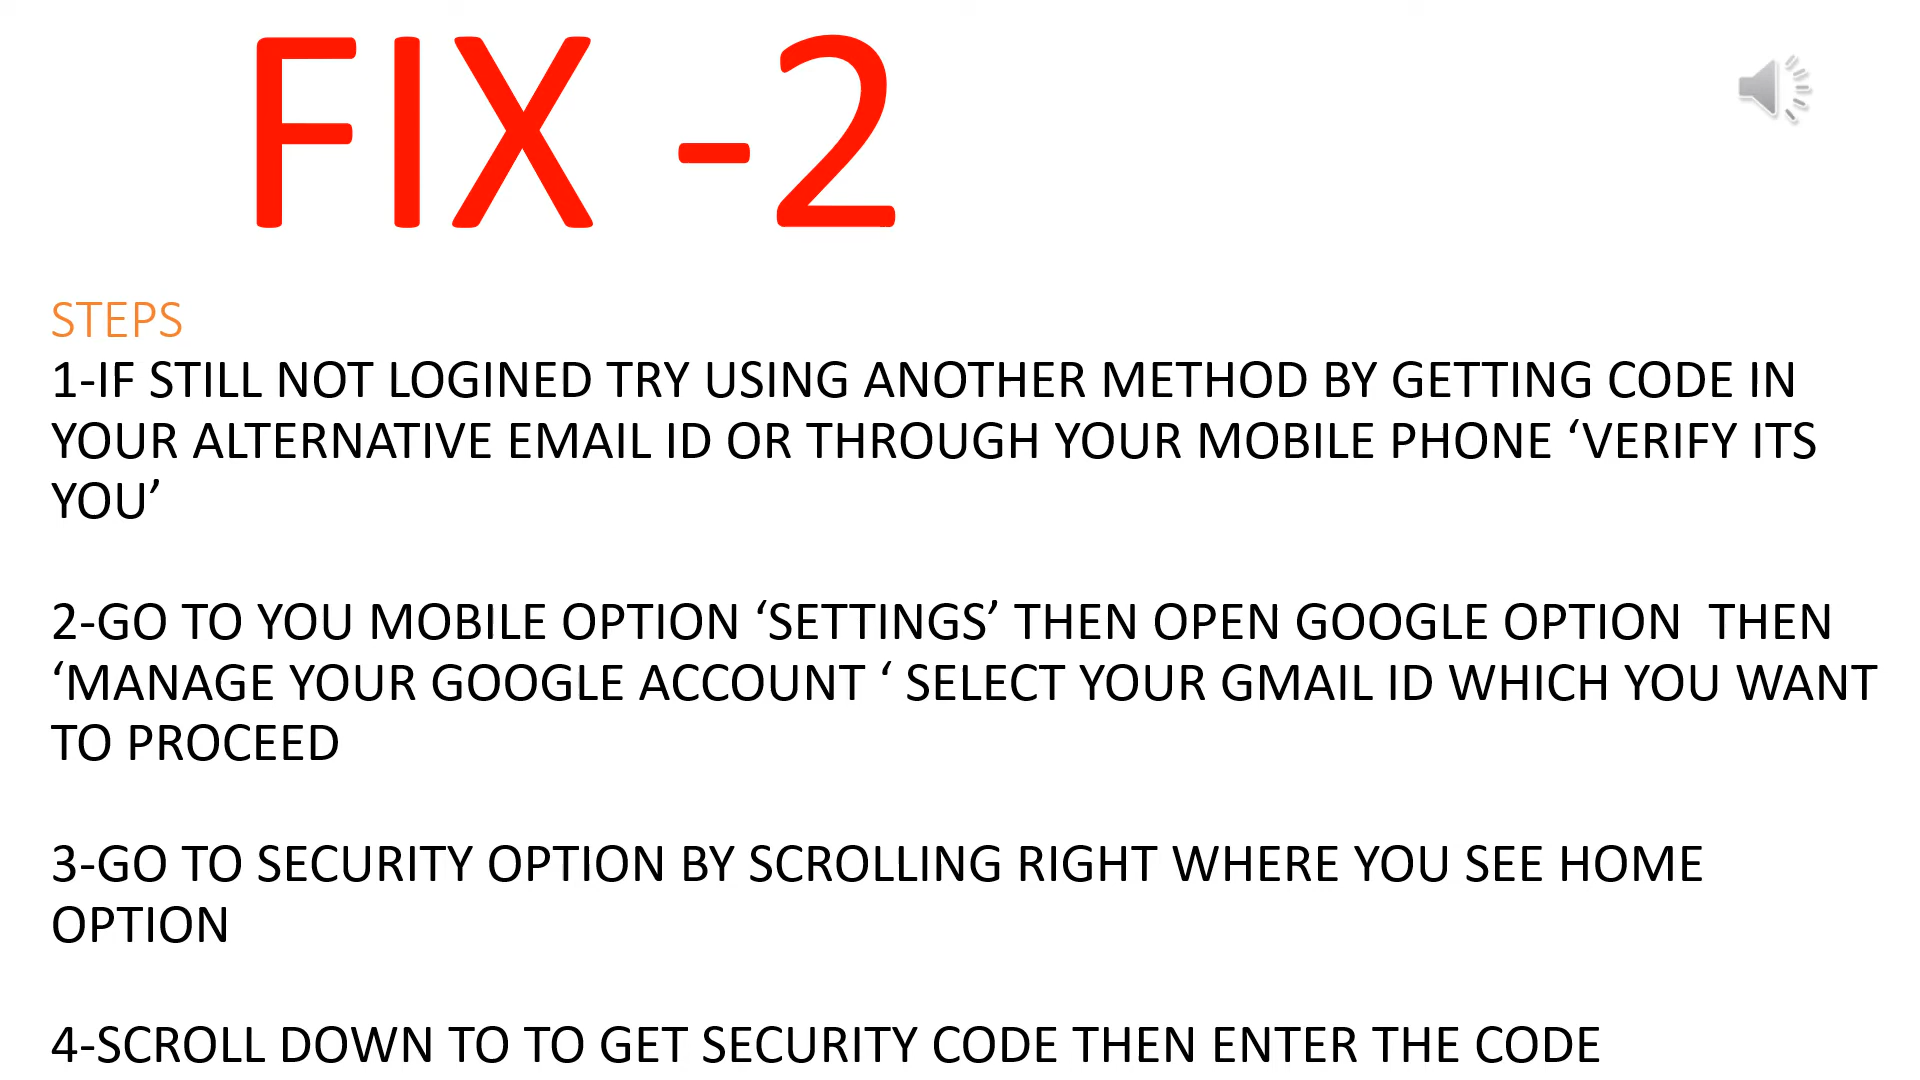 FIX -2
STEPS
1-IF STILL NOT LOGINED TRY USING ANOTHER METHOD BY GETTING CODE IN
YOUR ALTERNATIVE EMAIL ID OR THROUGH YOUR MOBILE PHONE ‘VERIFY ITS
YOU’
2-GO TO YOU MOBILE OPTION ‘SETTINGS’ THEN OPEN GOOGLE OPTION  THEN
‘MANAGE YOUR GOOGLE ACCOUNT ‘ SELECT YOUR GMAIL ID WHICH YOU WANT
TO PROCEED
3-GO TO SECURITY OPTION BY SCROLLING RIGHT WHERE YOU SEE HOME
OPTION
4-SCROLL DOWN TO TO GET SECURITY CODE THEN ENTER THE CODE